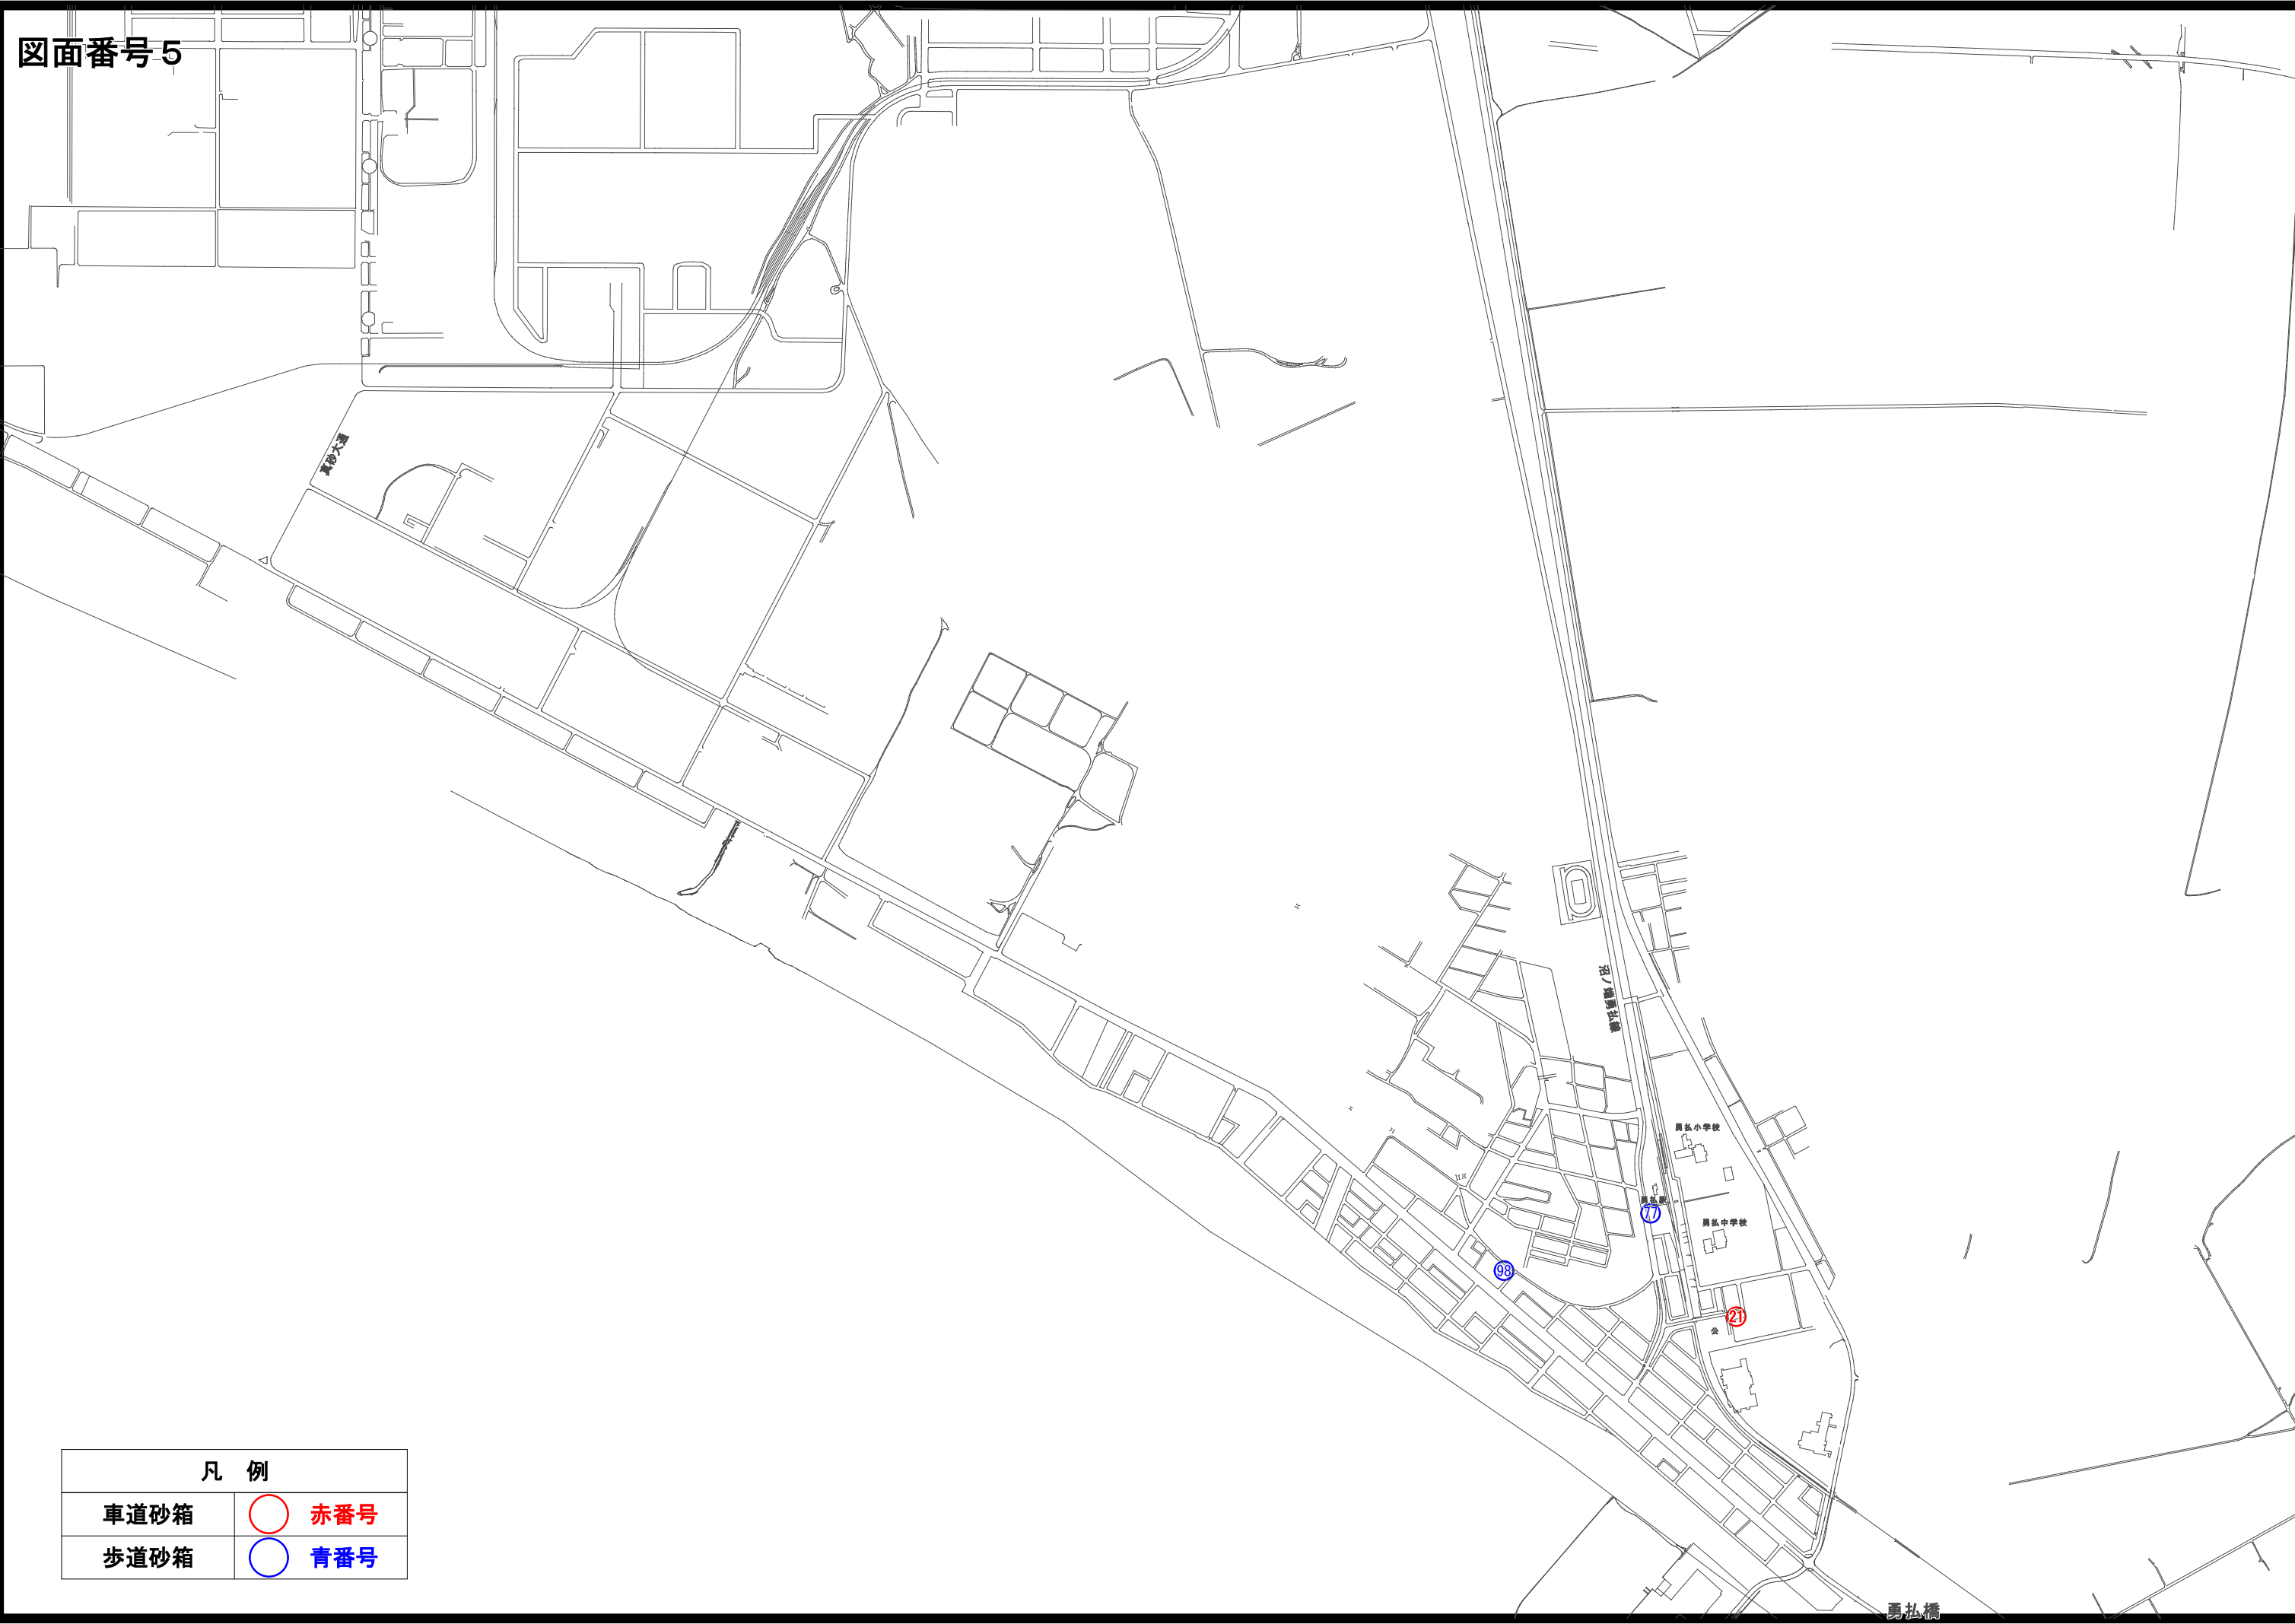 図面番号5
真砂大通
沼ノ端勇払線
勇払小学校
勇払駅
77
勇払中学校
98
21
公
凡 例
車道砂箱 赤番号
歩道砂箱 青番号
勇払橋